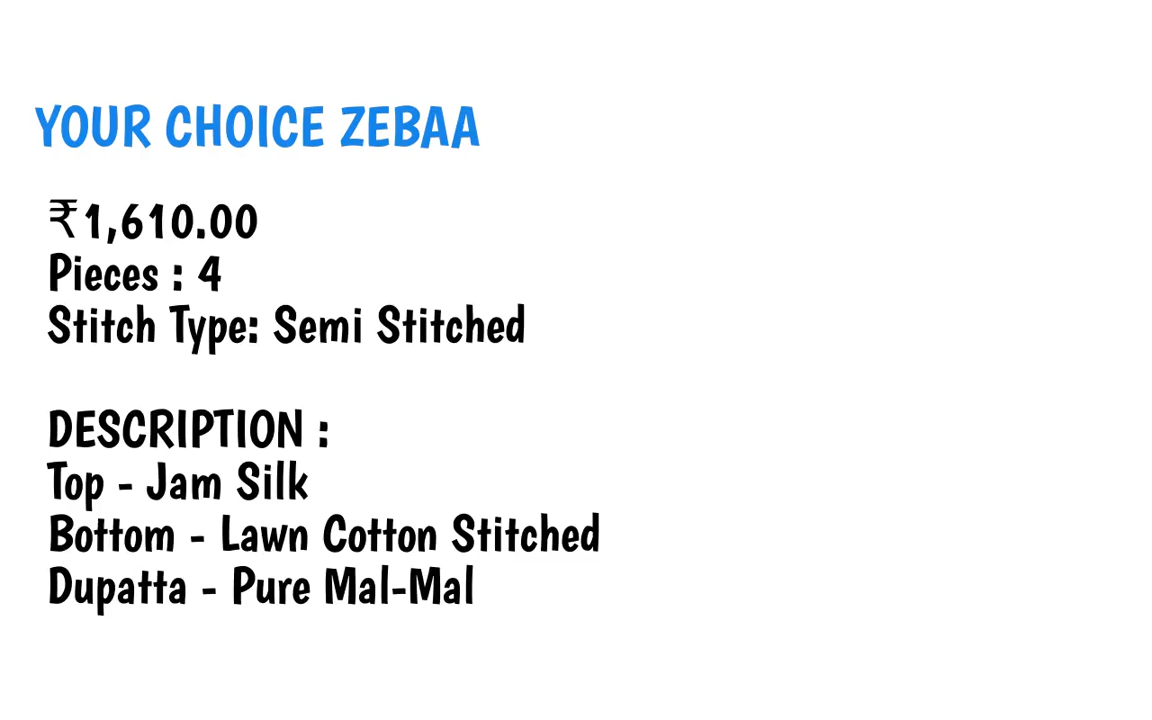 YOUR CHOICE ZEBAA
₹1,610.00
Pieces : 4
Stitch Type: Semi Stitched
DESCRIPTION :
Top - Jam Silk
Bottom - Lawn Cotton Stitched
Dupatta - Pure Mal-Mal